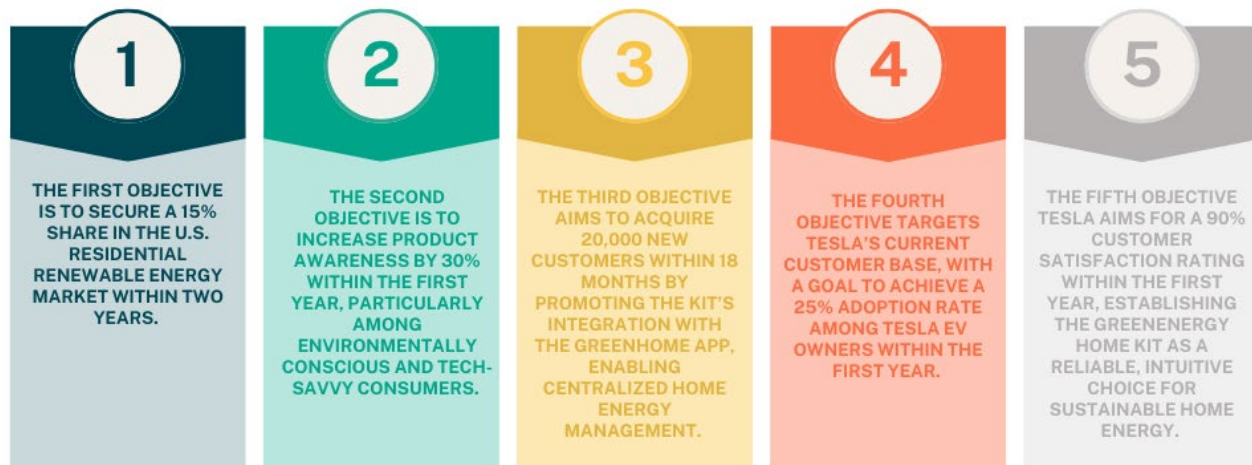 1
THE FIRST OBJECTIVE
IS TO SECURE A 15%
SHARE IN THE U.S.
RESIDENTIAL
RENEWABLE ENERGY
MARKET WITHIN TWO
YEARS.
2
THE SECOND
OBJECTIVE IS TO
INCREASE PRODUCT
AWARENESS BY 30%
WITHIN THE FIRST
YEAR, PARTICULARLY
AMONG
ENVIRONMENTALLY
CONSCIOUS AND TECH-
SAVVY CONSUMERS.
3
THE THIRD OBJECTIVE
AIMS TO ACQUIRE
20,000 NEW
CUSTOMERS WITHIN 18
MONTHS BY
PROMOTING THE KIT'S
INTEGRATION WITH
THE GREENHOME APP,
ENABLING
CENTRALIZED HOME
ENERGY
MANAGEMENT.
4
THE FOURTH
OBJECTIVE TARGETS
TESLA'S CURRENT
CUSTOMER BASE, WITH
A GOAL TO ACHIEVE A
25% ADOPTION RATE
AMONG TESLA EV
OWNERS WITHIN THE
FIRST YEAR.
5
THE FIFTH OBJECTIVE
TESLA AIMS FOR A 90%
CUSTOMER
SATISFACTION RATING
WITHIN THE FIRST
YEAR, ESTABLISHING
THE GREENENERGY
HOME KIT AS A
RELIABLE, INTUITIVE
CHOICE FOR
SUSTAINABLE HOME
ENERGY.